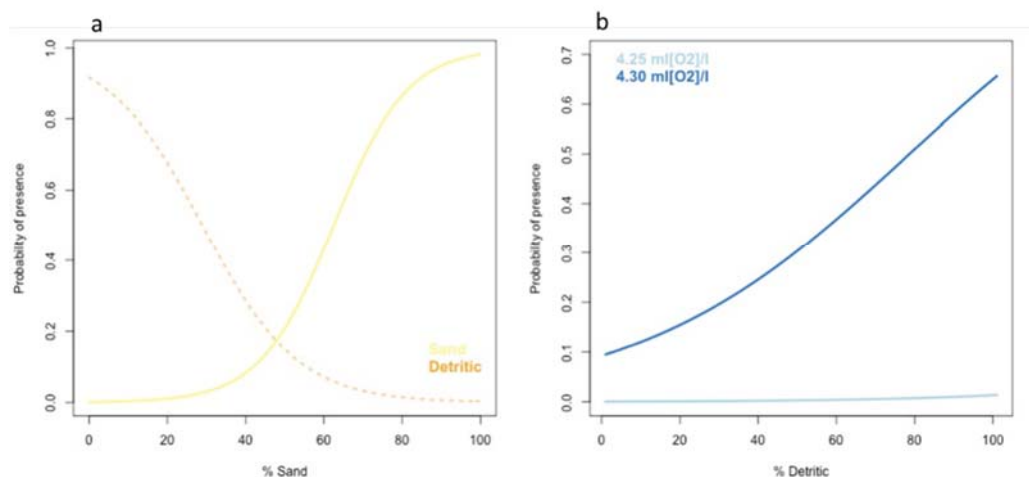 a
1.0
0.8
0.6
0.4
0.2
0.0
Probability of presence
Sand
Detritic
0 20 40 60 80 100
% Sand
b
0.7
0.6
0.5
0.4
0.3
0.2
0.1
0.0
Probability of presence
4.25 ml[O2]/l
4.30 ml[O2]/l
0 20 40 60 80 100
% Detritic